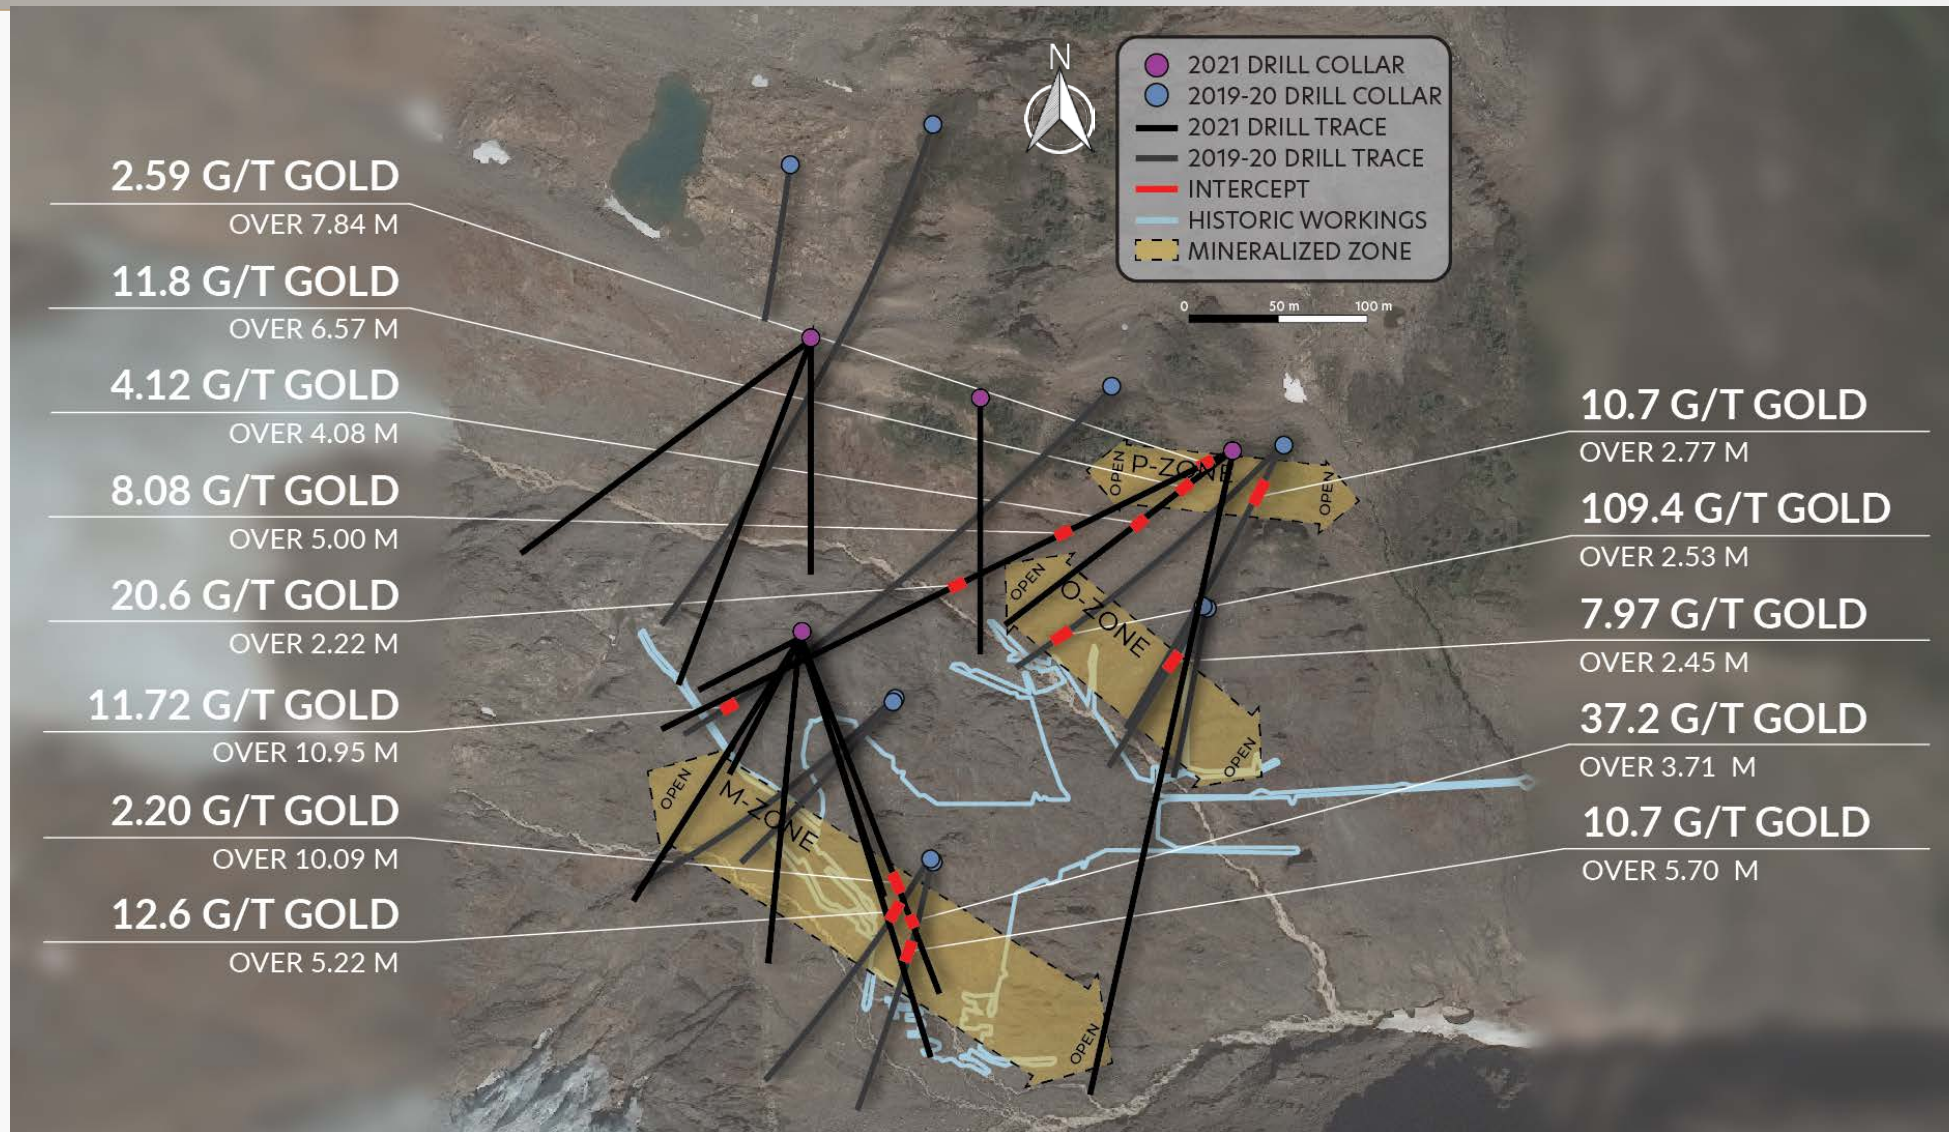 N
2021 DRILL COLLAR
2019-20 DRILL COLLAR
2021 DRILL TRACE
2019-20 DRILL TRACE
INTERCEPT
HISTORIC WORKINGS
MINERALIZED ZONE
0 50 m 100 m
2.59 G/T GOLD
OVER 7.84 M
11.8 G/T GOLD
OVER 6.57 M
4.12 G/T GOLD
OVER 4.08 M
8.08 G/T GOLD
OVER 5.00 M
20.6 G/T GOLD
OVER 2.22 M
11.72 G/T GOLD
OVER 10.95 M
2.20 G/T GOLD
OVER 10.09 M
12.6 G/T GOLD
OVER 5.22 M
OPEN
P-ZONE
OPEN
OPEN
O-ZONE
OPEN
OPEN
M-ZONE
OPEN
10.7 G/T GOLD
OVER 2.77 M
109.4 G/T GOLD
OVER 2.53 M
7.97 G/T GOLD
OVER 2.45 M
37.2 G/T GOLD
OVER 3.71 M
10.7 G/T GOLD
OVER 5.70 M